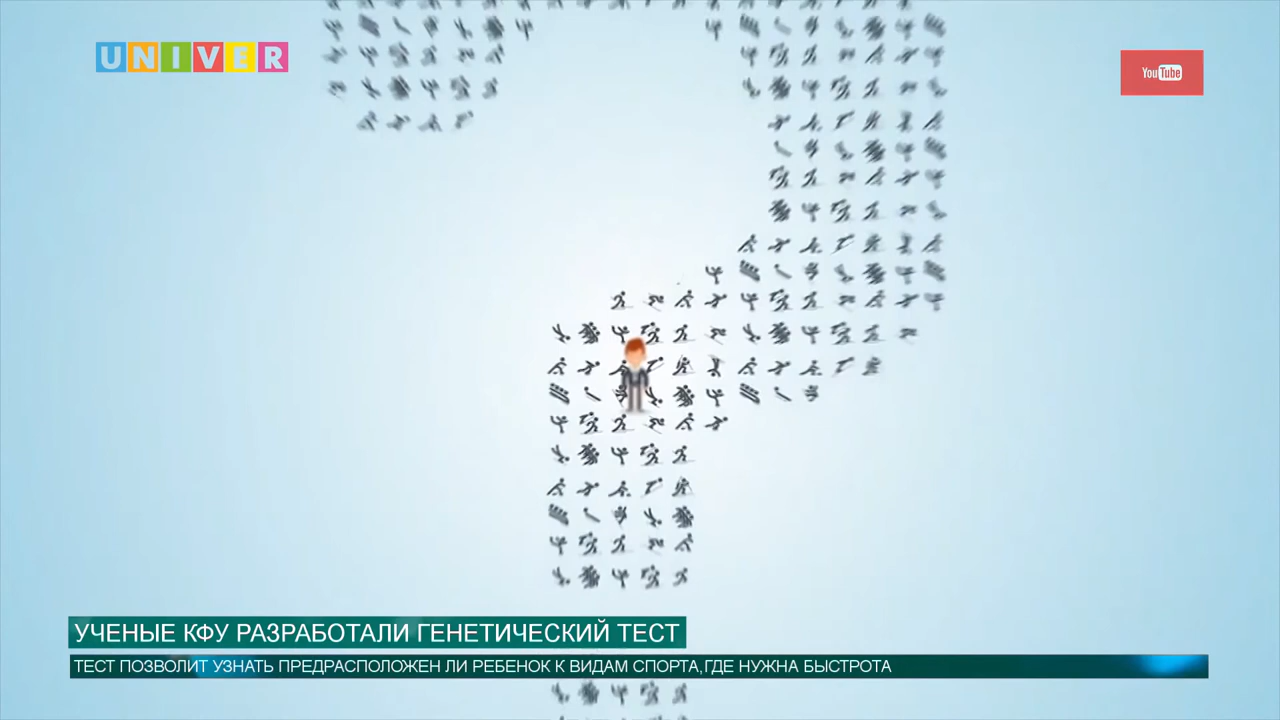 UNIVER
YouTube
УЧЕНЫЕ КФУ РАЗРАБОТАЛИ ГЕНЕТИЧЕСКИЙ ТЕСТ
ТЕСТ ПОЗВОЛИТ УЗНАТЬ ПРЕДРАСПОЛОЖЕН ЛИ РЕБЕНОК К ВИДАМ СПОРТА,ГДЕ НУЖНА БЫСТРОТА